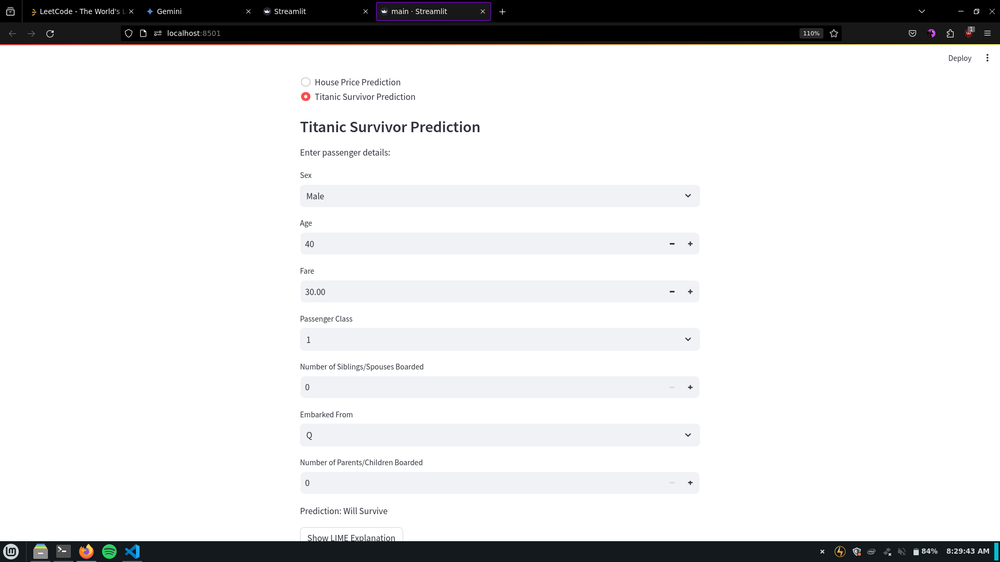 LeetCode - The World's L
Gemini
Streamlit
main · Streamlit
localhost:8501
110%
1
Deploy
House Price Prediction
Titanic Survivor Prediction
Titanic Survivor Prediction
Enter passenger details:
Sex
Male
Age
40
Fare
30.00
Passenger Class
1
Number of Siblings/Spouses Boarded
0
Embarked From
Q
Number of Parents/Children Boarded
0
Prediction: Will Survive
Show LIME Explanation
84%
8:29:43 AM